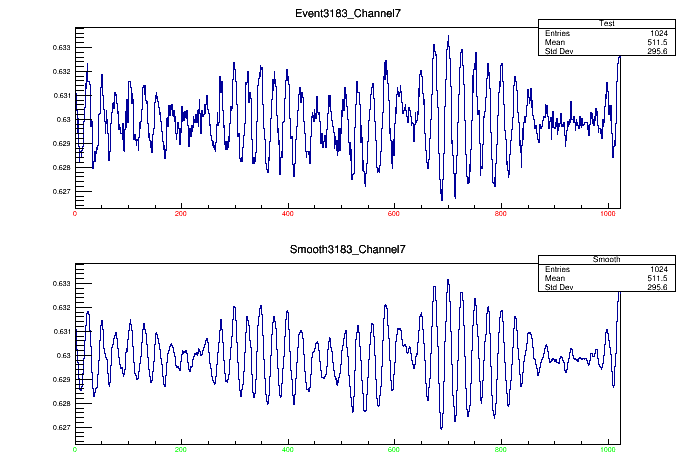 Event3183_Channel7
Test
Entries 1024
Mean 511.5
Std Dev 295.6
0.633
0.632
0.631
0.63
0.629
0.628
0.627
0 200 400 600 800 1000
Smooth3183_Channel7
Smooth
Entries 1024
Mean 511.5
Std Dev 295.6
0.633
0.632
0.631
0.63
0.629
0.628
0.627
0 200 400 600 800 1000